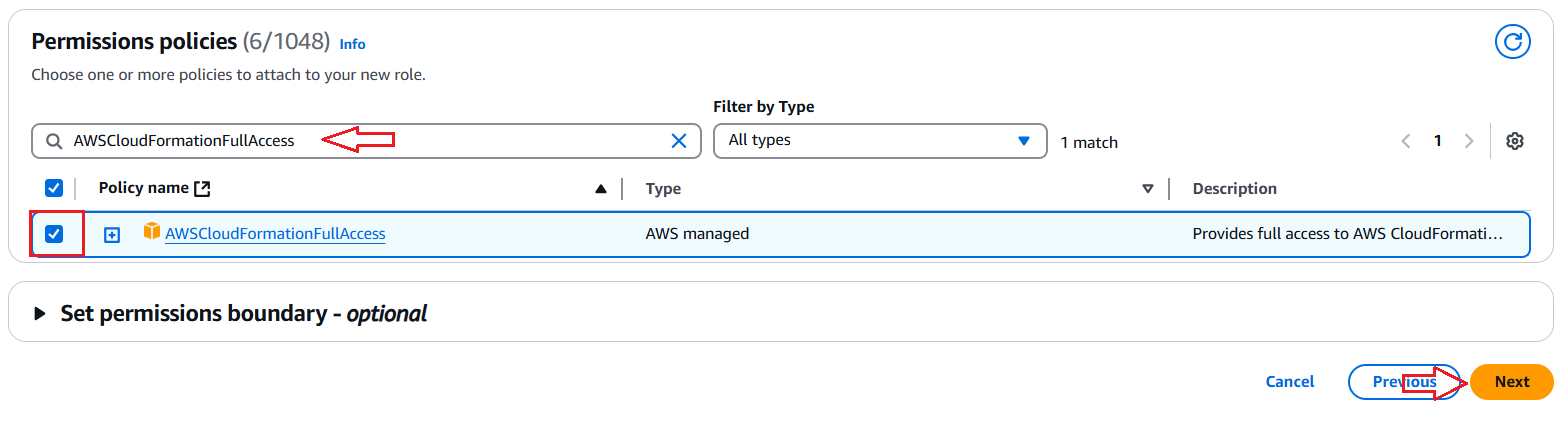 Permissions policies (6/1048) Info
Choose one or more policies to attach to your new role.
Filter by Type
AWSCloudFormationFullAccess All types 1 match 1
Policy name Type Description
AWSCloudFormationFullAccess AWS managed Provides full access to AWS CloudFormati...
Set permissions boundary - optional
Cancel Previous Next